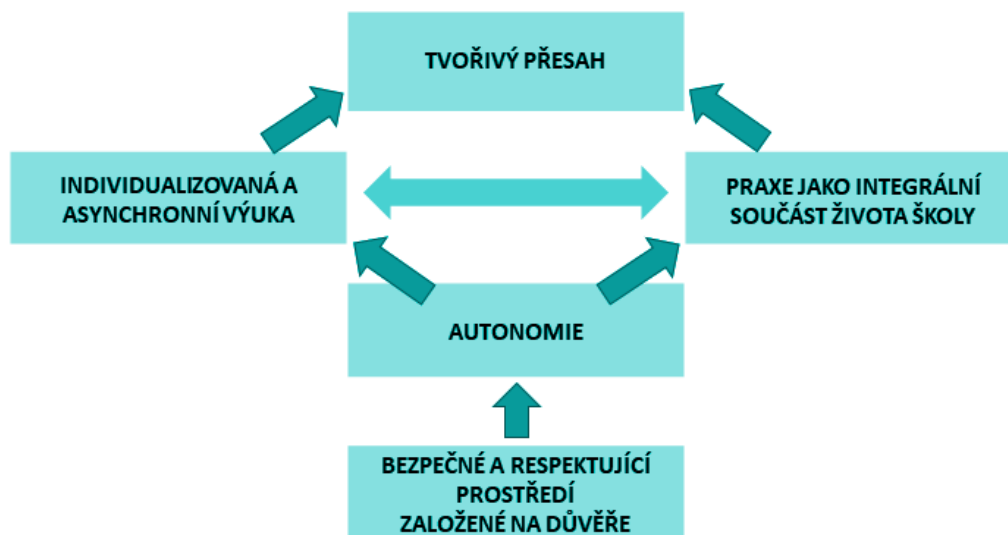 TVOŘIVÝ PŘESAH
INDIVIDUALIZOVANÁ A
ASYNCHRONNÍ VÝUKA
PRAXE JAKO INTEGRÁLNÍ
SOUČÁST ŽIVOTA ŠKOLY
AUTONOMIE
BEZPEČNÉ A RESPEKTUJÍCÍ
PROSTŘEDÍ
ZALOŽENÉ NA DŮVĚŘE